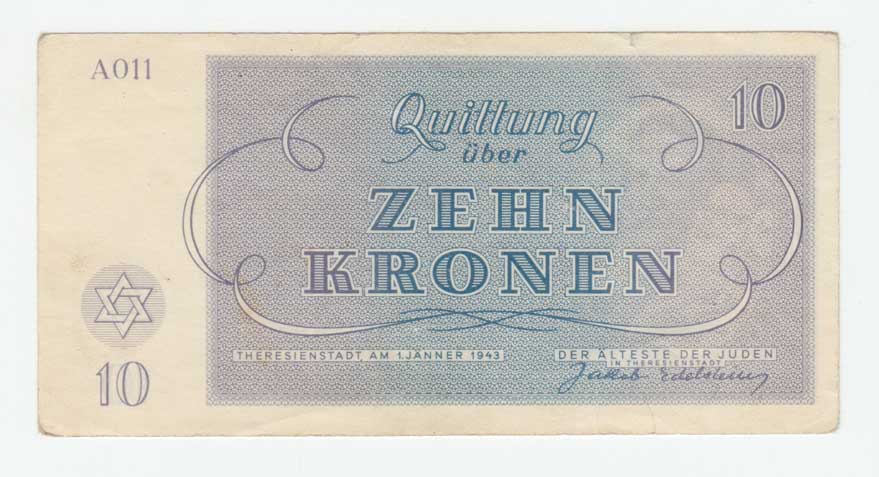 A011
10
Quittung
über
ZEHN
KRONEN
THERESIENSTADT, AM 1.JÄNNER 1943
DER ÄLTESTE DER JUDEN
IN THERESIENSTADT
Jakob Edelstein
10